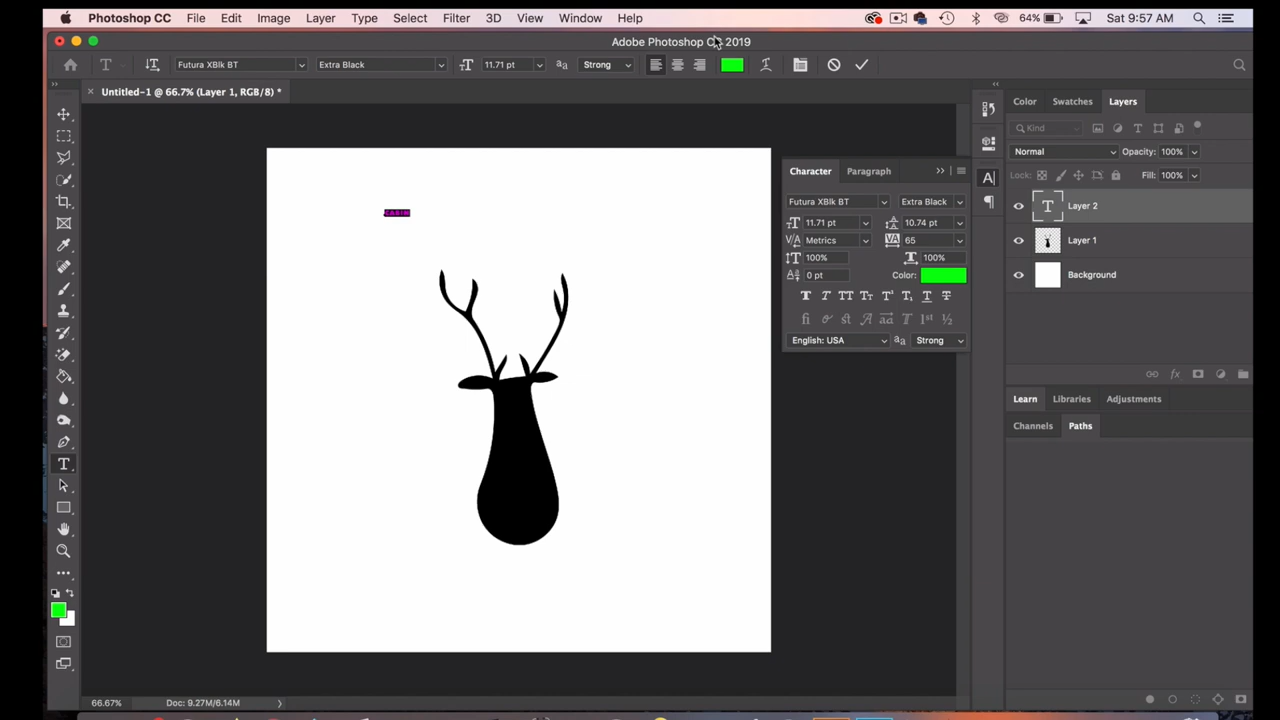 Photoshop CC File Edit Image Layer Type Select Filter 3D View Window Help 64% Sat 9:57 AM
Adobe Photoshop CC 2019
Futura XBlk BT Extra Black 11.71 pt Strong
Untitled-1 @ 66.7% (Layer 1, RGB/8) *
Color Swatches Layers
Kind
Normal Opacity: 100%
Lock: Fill: 100%
Character Paragraph
Futura XBlk BT Extra Black
11.71 pt 10.74 pt
Metrics 65
100% 100%
0 pt Color:
English: USA Strong
CABIN
Layer 2
Layer 1
Background
Learn Libraries Adjustments
Channels Paths
66.67% Doc: 9.27M/6.14M